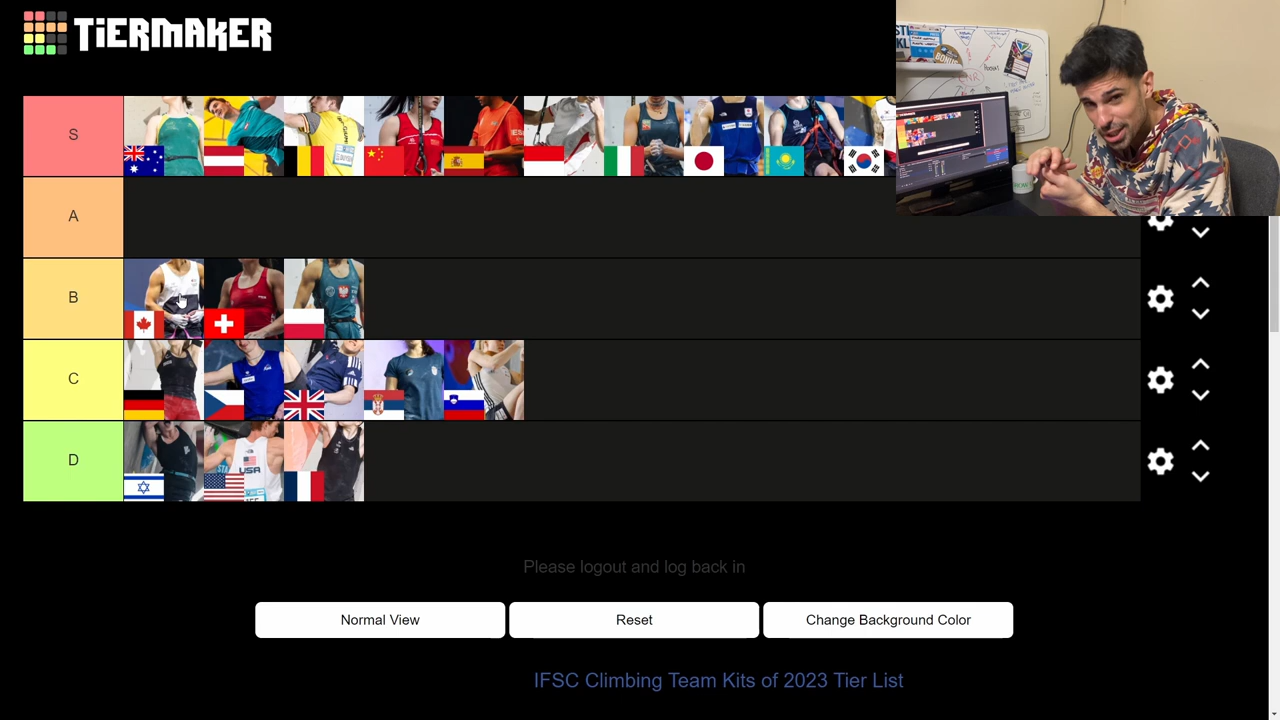 TiERMAKER
S
A
B
C
D
USA
Please logout and log back in
Normal View
Reset
Change Background Color
IFSC Climbing Team Kits of 2023 Tier List